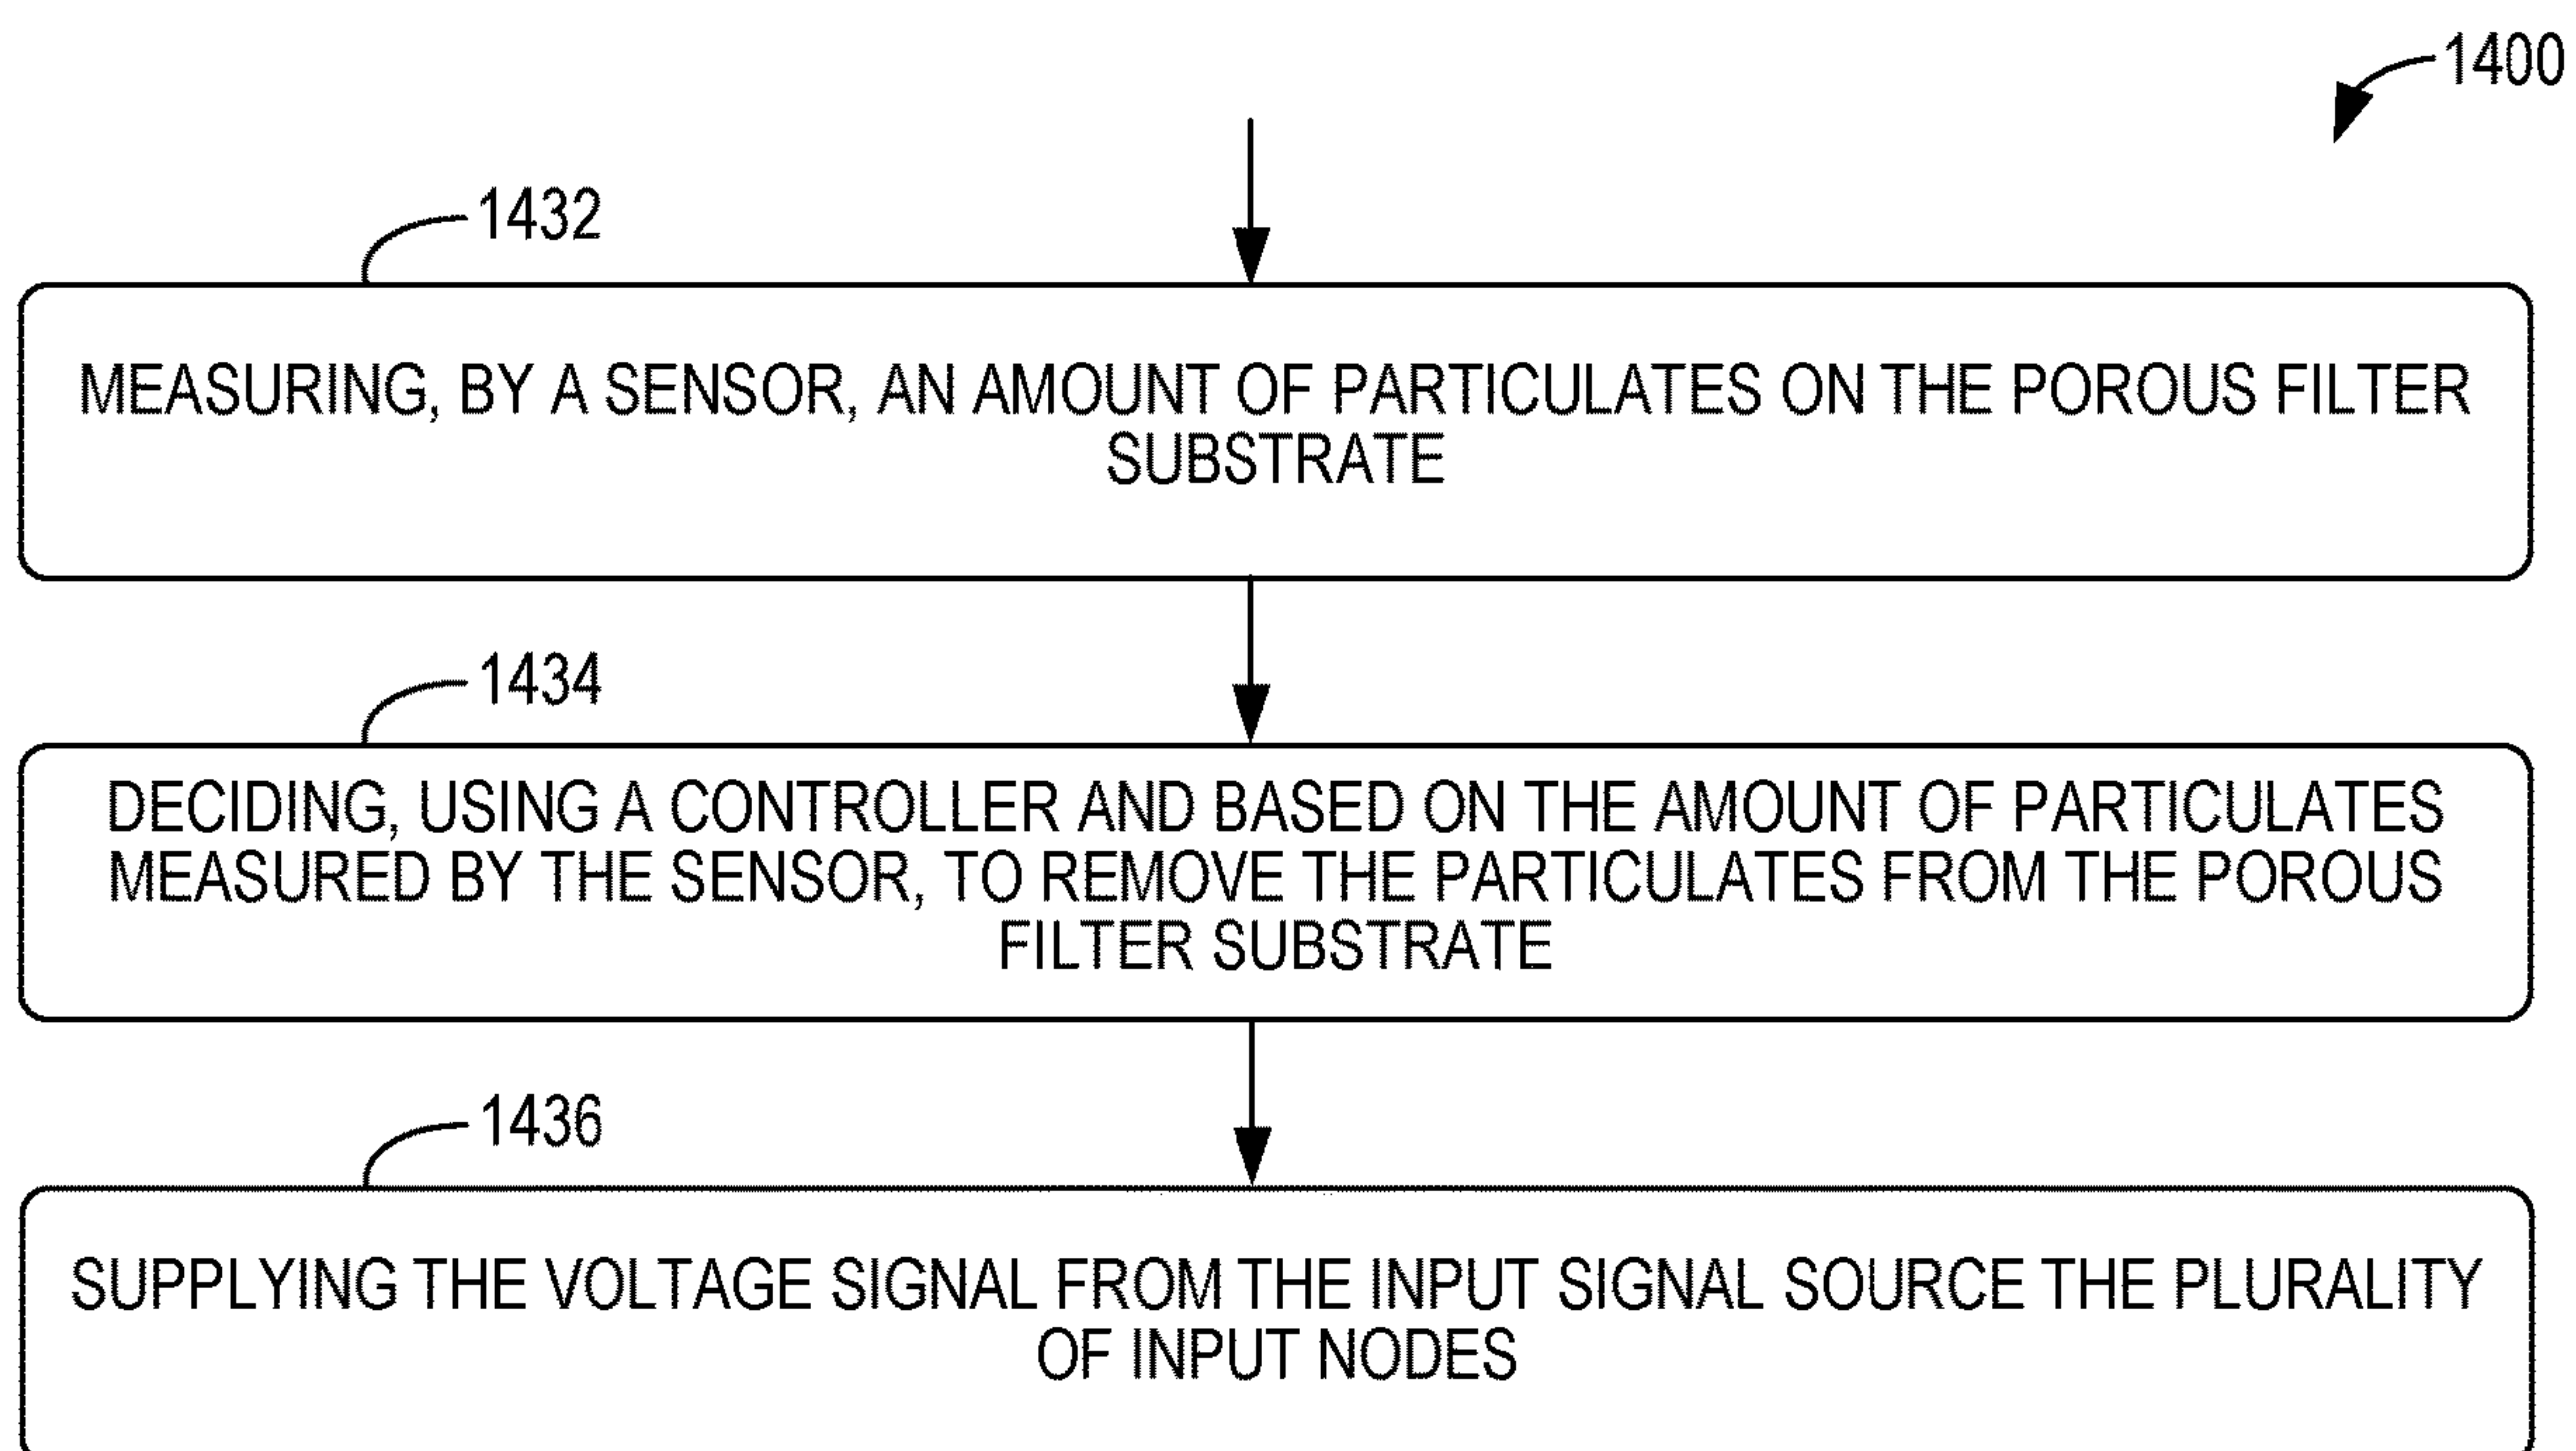 1400
1432
MEASURING, BY A SENSOR, AN AMOUNT OF PARTICULATES ON THE POROUS FILTER
SUBSTRATE
1434
DECIDING, USING A CONTROLLER AND BASED ON THE AMOUNT OF PARTICULATES
MEASURED BY THE SENSOR, TO REMOVE THE PARTICULATES FROM THE POROUS
FILTER SUBSTRATE
1436
SUPPLYING THE VOLTAGE SIGNAL FROM THE INPUT SIGNAL SOURCE THE PLURALITY
OF INPUT NODES